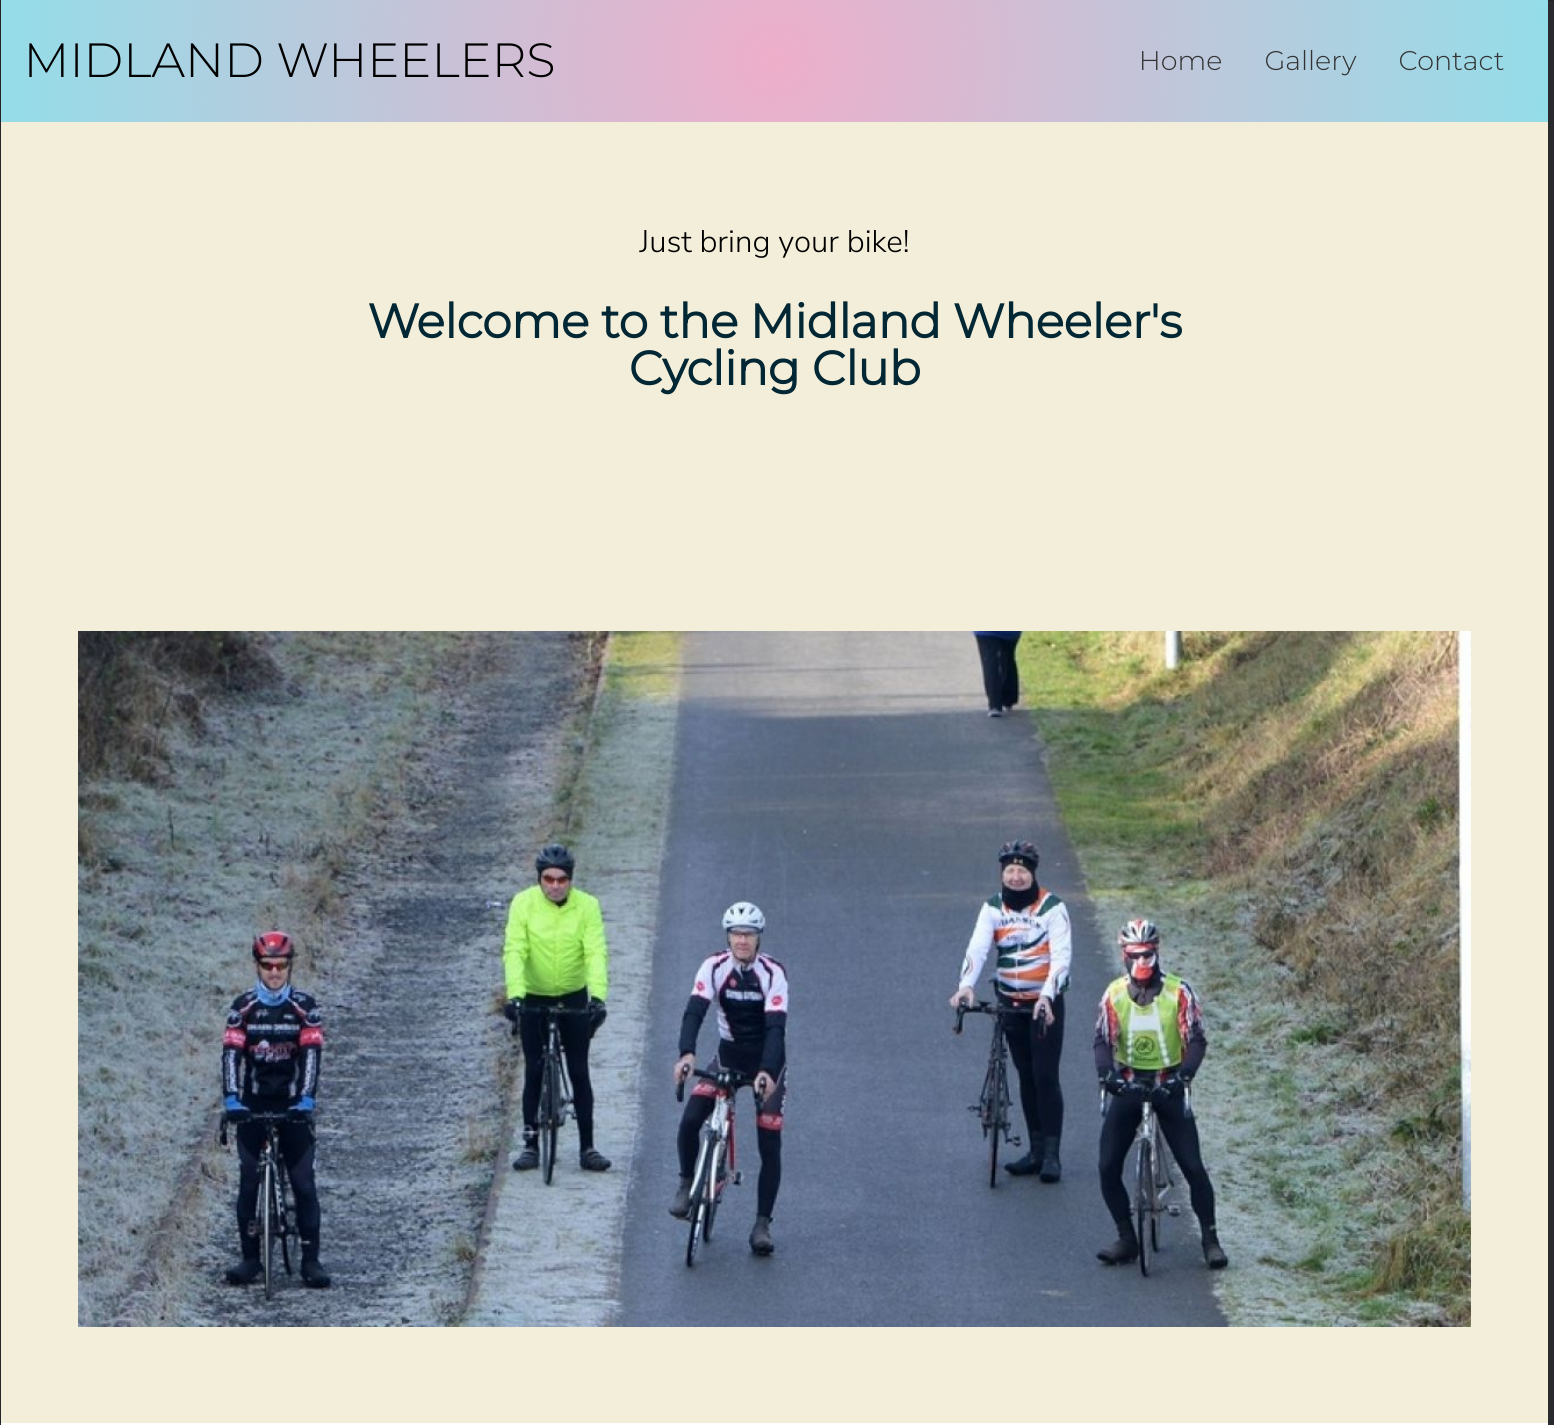 MIDLAND WHEELERS
Home Gallery Contact
Just bring your bike!
Welcome to the Midland Wheeler's
Cycling Club